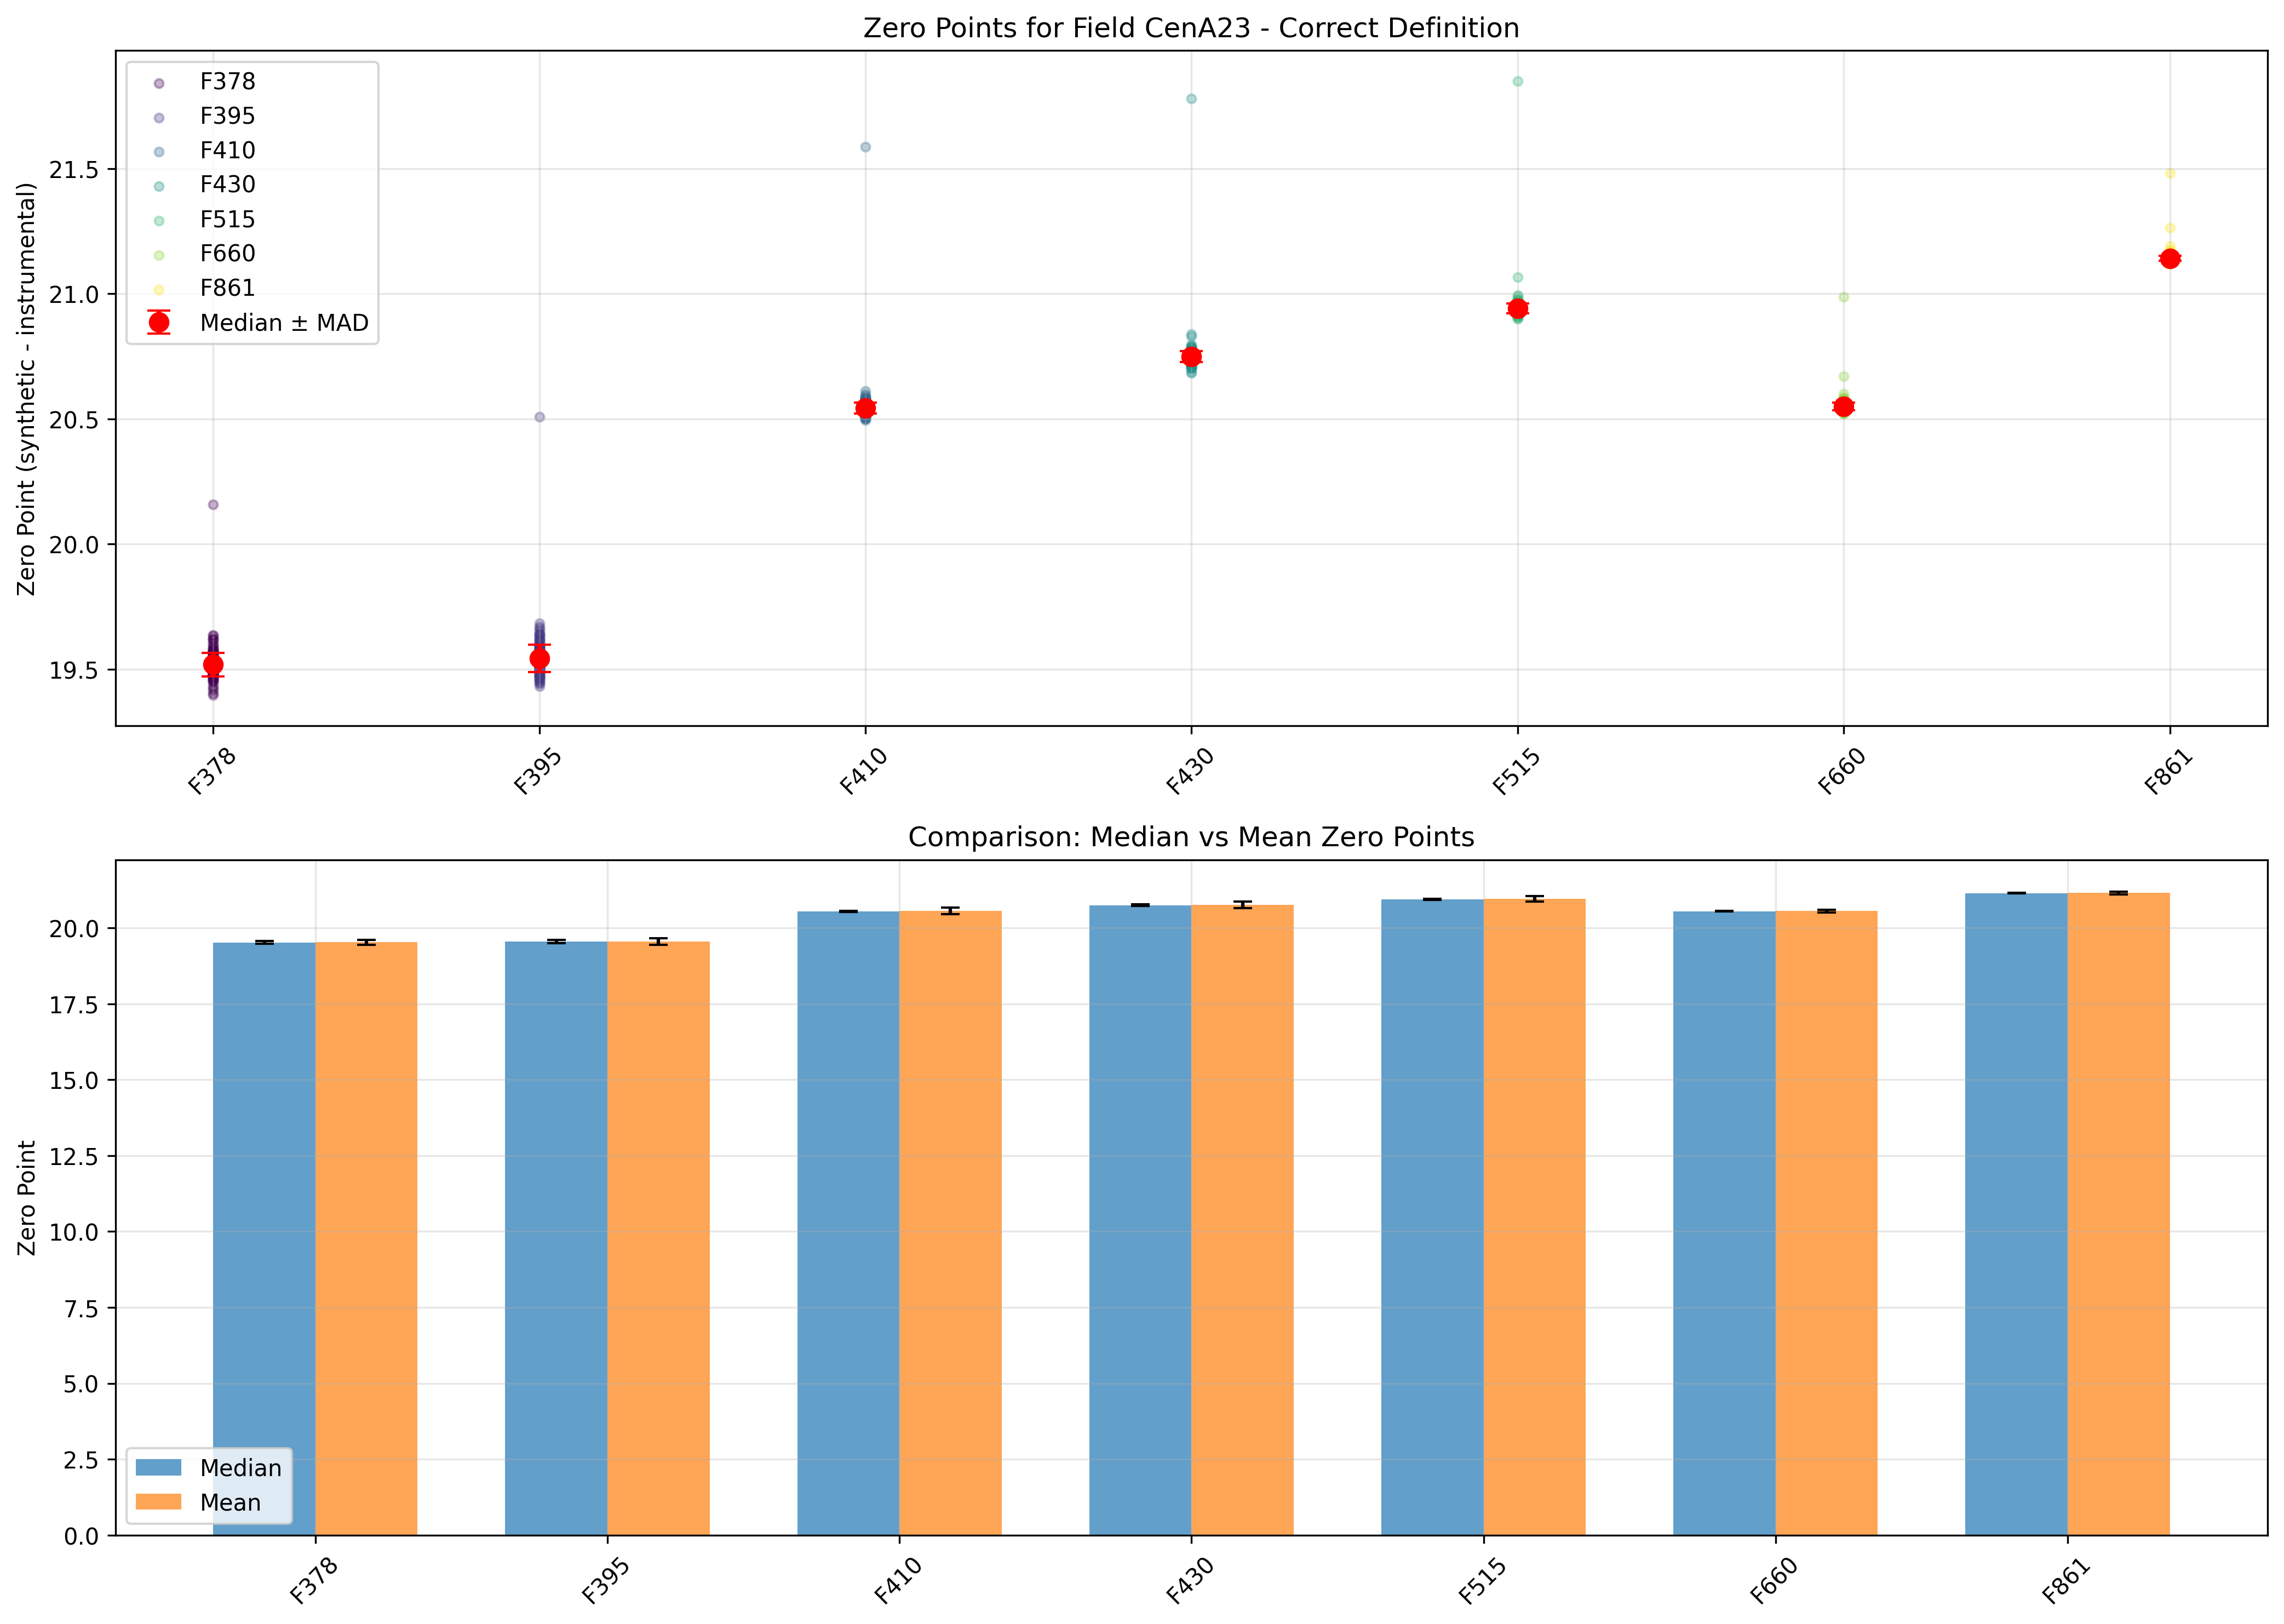 Zero Points for Field CenA23 - Correct Definition
Zero Point (synthetic - instrumental)
21.5
21.0
20.5
20.0
19.5
F378
F395
F410
F430
F515
F660
F861
Median ± MAD
F378
F395
F410
F430
F515
F660
F861
Comparison: Median vs Mean Zero Points
Zero Point
20.0
17.5
15.0
12.5
10.0
7.5
5.0
2.5
0.0
Median
Mean
F378
F395
F410
F430
F515
F660
F861